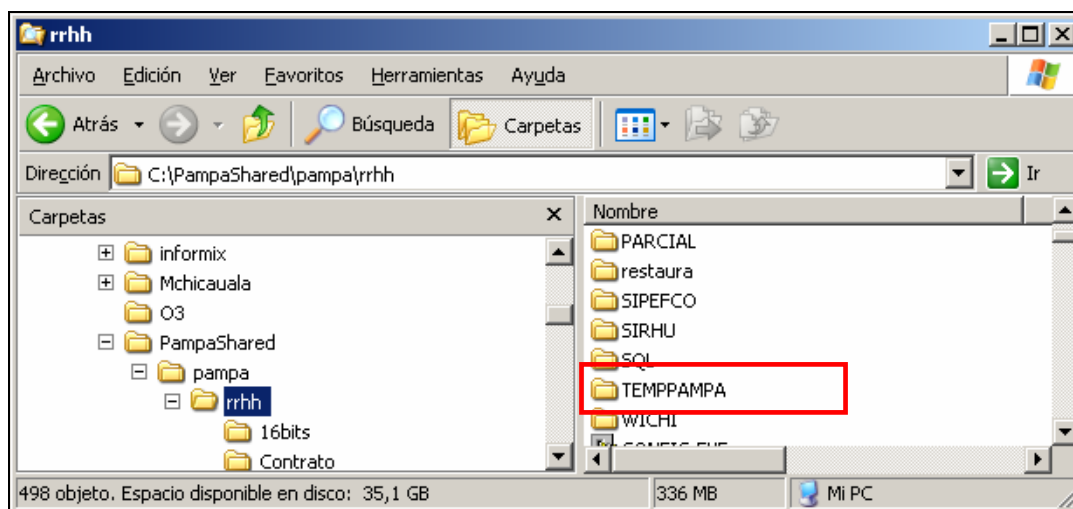 rrhh
Archivo Edición Ver Favoritos Herramientas Ayuda
Atrás Búsqueda Carpetas
Dirección C:\PampaShared\pampa\rrhh Ir
Carpetas
informix
Mchicauala
O3
PampaShared
pampa
rrhh
16bits
Contrato
Nombre
PARCIAL
restaura
SIPEFCO
SIRHU
SQL
TEMPPAMPA
WICHI
498 objeto. Espacio disponible en disco: 35,1 GB 336 MB Mi PC